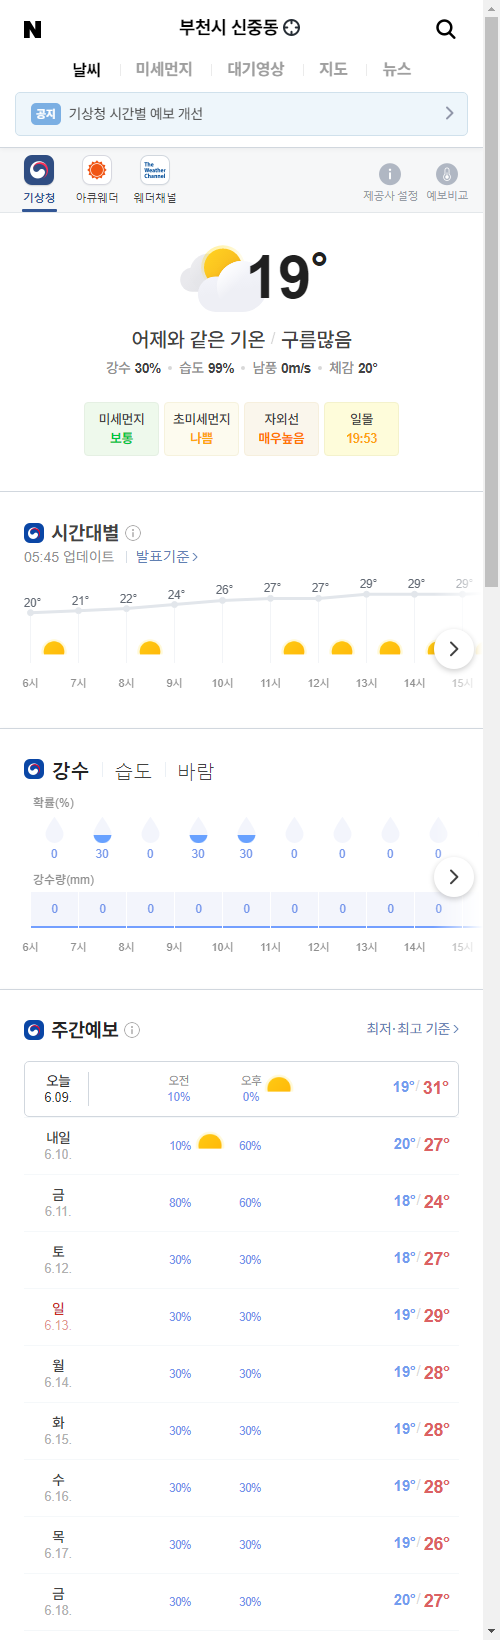 N
부천시 신중동
날씨 미세먼지 대기영상 지도 뉴스
공지 기상청 시간별 예보 개선
The Weather Channel
기상청 아큐웨더 웨더채널 제공사 설정 예보비교
19°
어제와 같은 기온 / 구름많음
강수 30% • 습도 99% • 남풍 0m/s • 체감 20°
미세먼지 초미세먼지 자외선 일몰
보통 나쁨 매우높음 19:53
시간대별
05:45 업데이트 발표기준
20° 21° 22° 24° 26° 27° 27° 29° 29° 29°
6시 7시 8시 9시 10시 11시 12시 13시 14시 15시
강수 습도 바람
확률(%)
0 30 0 30 30 0 0 0 0
강수량(mm)
0 0 0 0 0 0 0 0 0
6시 7시 8시 9시 10시 11시 12시 13시 14시 15시
주간예보 최저·최고 기준
오늘 오전 오후
6.09. 10% 0% 19°/ 31°
내일
6.10. 10% 60% 20°/ 27°
금
6.11. 80% 60% 18°/ 24°
토
6.12. 30% 30% 18°/ 27°
일
6.13. 30% 30% 19°/ 29°
월
6.14. 30% 30% 19°/ 28°
화
6.15. 30% 30% 19°/ 28°
수
6.16. 30% 30% 19°/ 28°
목
6.17. 30% 30% 19°/ 26°
금
6.18. 30% 30% 20°/ 27°